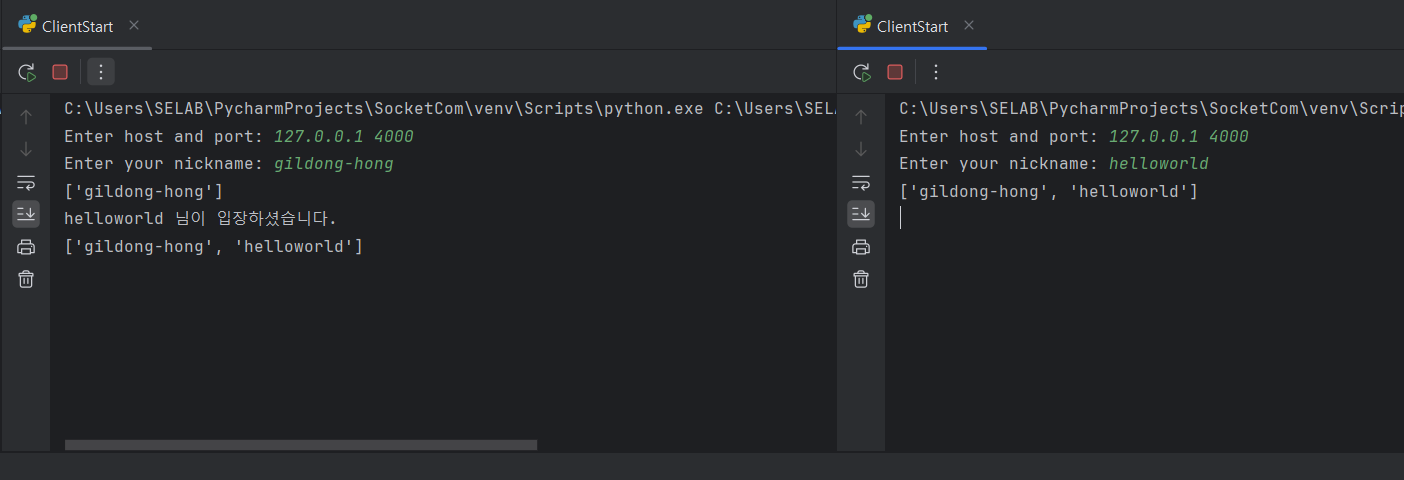 ClientStart
C:\Users\SELAB\PycharmProjects\SocketCom\venv\Scripts\python.exe C:\Users\SELA
Enter host and port: 127.0.0.1 4000
Enter your nickname: gildong-hong
['gildong-hong']
helloworld 님이 입장하셨습니다.
['gildong-hong', 'helloworld']
ClientStart
C:\Users\SELAB\PycharmProjects\SocketCom\venv\Scrip
Enter host and port: 127.0.0.1 4000
Enter your nickname: helloworld
['gildong-hong', 'helloworld']